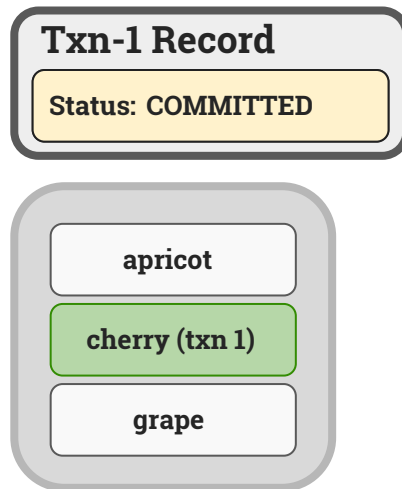 Txn-1 Record
Status: COMMITTED
apricot
cherry (txn 1)
grape